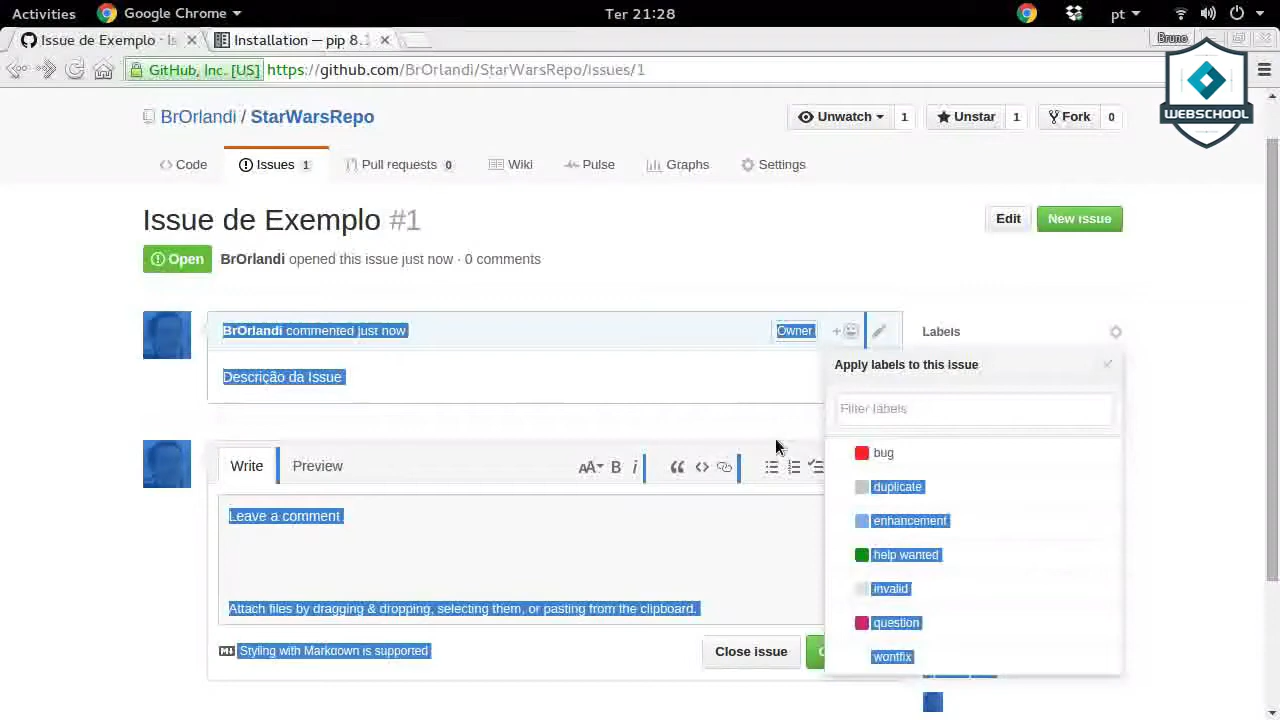 Activities Google Chrome Ter 21:28 pt
Issue de Exemplo · Is Installation — pip 8. Bruno
GitHub, Inc. [US] https://github.com/BrOrlandi/StarWarsRepo/issues/1
WEBSCHOOL
BrOrlandi / StarWarsRepo Unwatch 1 Unstar 1 Fork 0
Code Issues 1 Pull requests 0 Wiki Pulse Graphs Settings
Issue de Exemplo #1 Edit New issue
Open BrOrlandi opened this issue just now · 0 comments
BrOrlandi commented just now Owner Labels
Apply labels to this issue
Descrição da Issue
Filter labels
bug
Write Preview AA B i
duplicate
Leave a comment enhancement
help wanted
invalid
Attach files by dragging & dropping, selecting them, or pasting from the clipboard.
question
Styling with Markdown is supported Close issue
wontfix